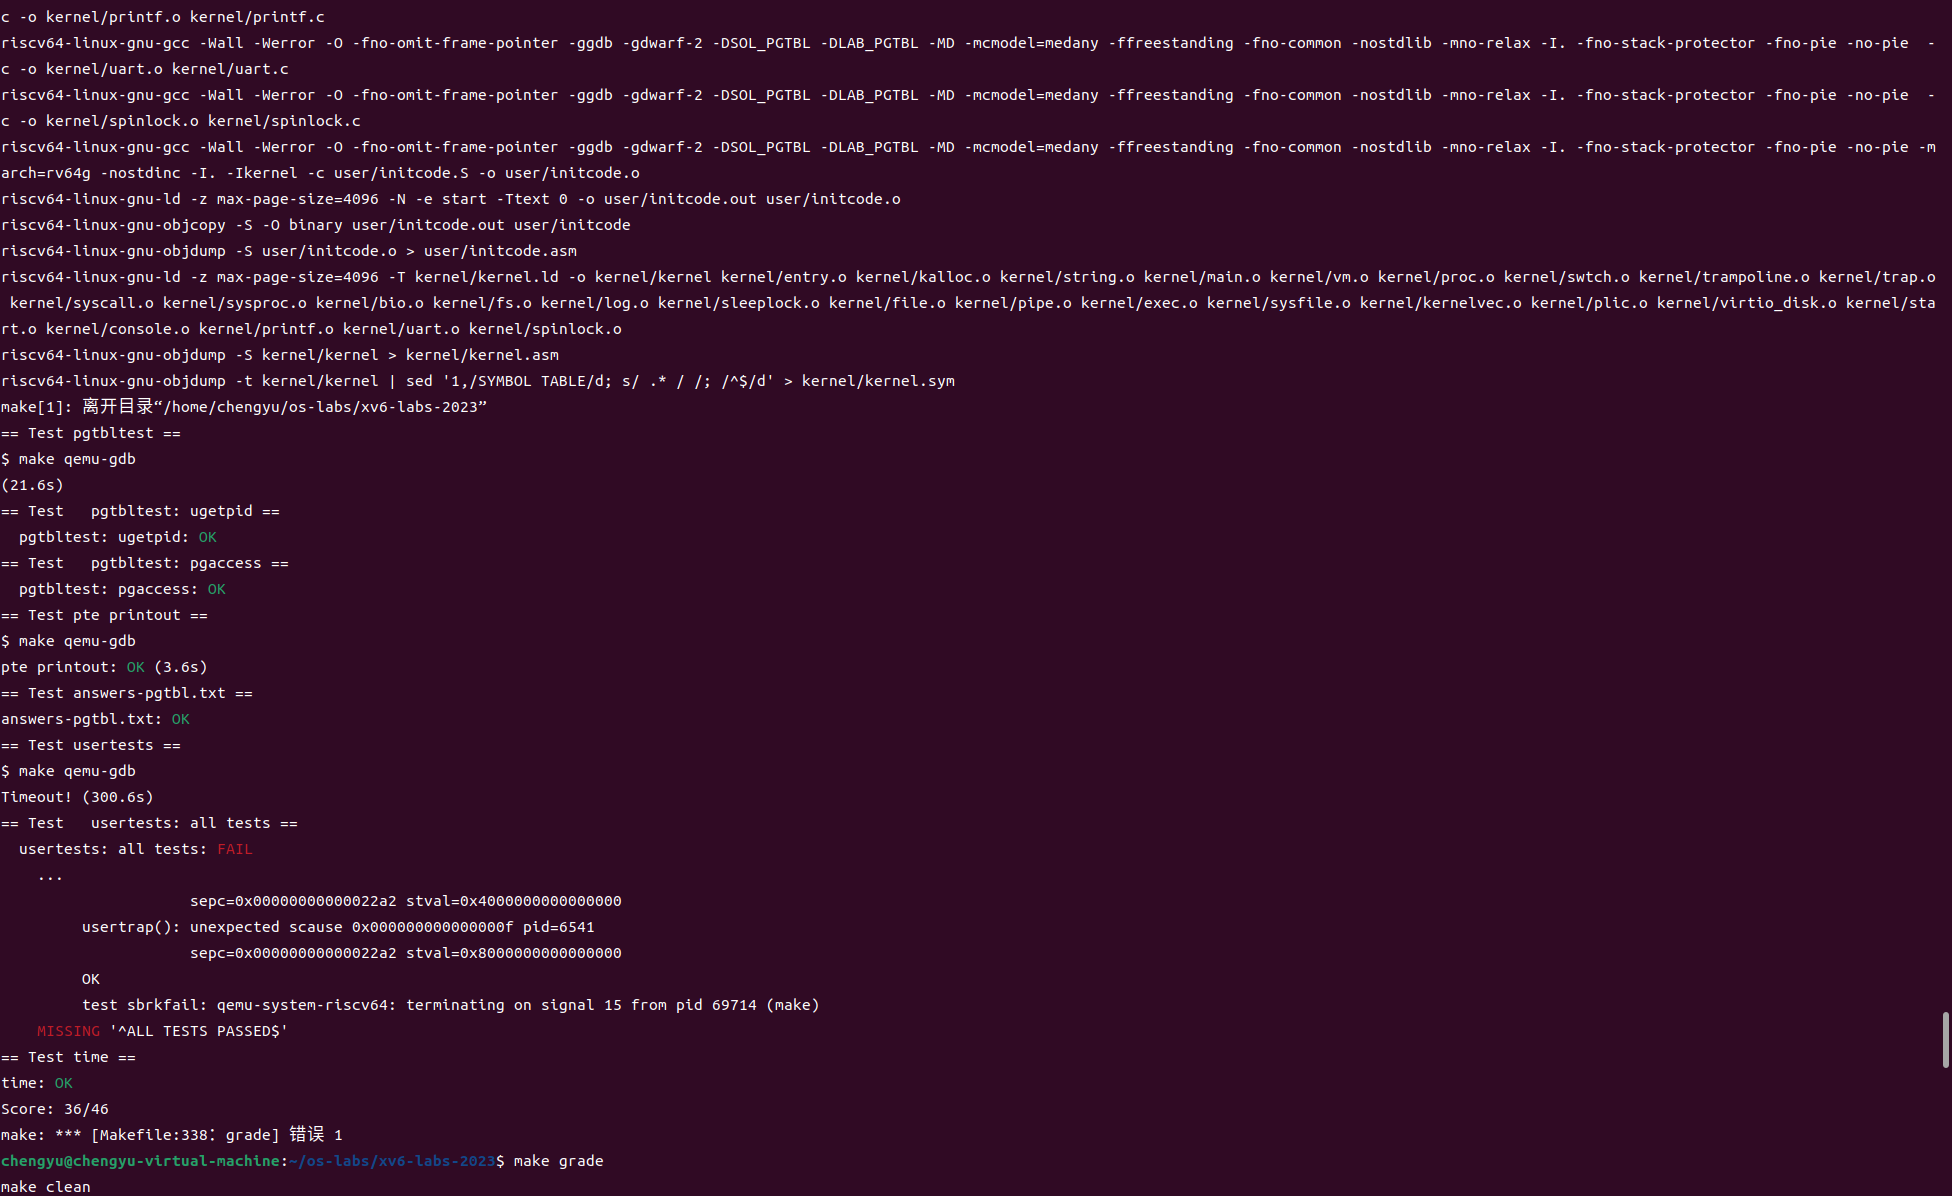 c -o kernel/printf.o kernel/printf.c
riscv64-linux-gnu-gcc -Wall -Werror -O -fno-omit-frame-pointer -ggdb -gdwarf-2 -DSOL_PGTBL -DLAB_PGTBL -MD -mcmodel=medany -ffreestanding -fno-common -nostdlib -mno-relax -I. -fno-stack-protector -fno-pie -no-pie  -
c -o kernel/uart.o kernel/uart.c
riscv64-linux-gnu-gcc -Wall -Werror -O -fno-omit-frame-pointer -ggdb -gdwarf-2 -DSOL_PGTBL -DLAB_PGTBL -MD -mcmodel=medany -ffreestanding -fno-common -nostdlib -mno-relax -I. -fno-stack-protector -fno-pie -no-pie  -
c -o kernel/spinlock.o kernel/spinlock.c
riscv64-linux-gnu-gcc -Wall -Werror -O -fno-omit-frame-pointer -ggdb -gdwarf-2 -DSOL_PGTBL -DLAB_PGTBL -MD -mcmodel=medany -ffreestanding -fno-common -nostdlib -mno-relax -I. -fno-stack-protector -fno-pie -no-pie -m
arch=rv64g -nostdinc -I. -Ikernel -c user/initcode.S -o user/initcode.o
riscv64-linux-gnu-ld -z max-page-size=4096 -N -e start -Ttext 0 -o user/initcode.out user/initcode.o
riscv64-linux-gnu-objcopy -S -O binary user/initcode.out user/initcode
riscv64-linux-gnu-objdump -S user/initcode.o > user/initcode.asm
riscv64-linux-gnu-ld -z max-page-size=4096 -T kernel/kernel.ld -o kernel/kernel kernel/entry.o kernel/kalloc.o kernel/string.o kernel/main.o kernel/vm.o kernel/proc.o kernel/swtch.o kernel/trampoline.o kernel/trap.o
 kernel/syscall.o kernel/sysproc.o kernel/bio.o kernel/fs.o kernel/log.o kernel/sleeplock.o kernel/file.o kernel/pipe.o kernel/exec.o kernel/sysfile.o kernel/kernelvec.o kernel/plic.o kernel/virtio_disk.o kernel/sta
rt.o kernel/console.o kernel/printf.o kernel/uart.o kernel/spinlock.o
riscv64-linux-gnu-objdump -S kernel/kernel > kernel/kernel.asm
riscv64-linux-gnu-objdump -t kernel/kernel | sed '1,/SYMBOL TABLE/d; s/ .* / /; /^$/d' > kernel/kernel.sym
make[1]: 离开目录“/home/chengyu/os-labs/xv6-labs-2023”
== Test pgtbltest ==
$ make qemu-gdb
(21.6s)
== Test   pgtbltest: ugetpid ==
  pgtbltest: ugetpid: OK
== Test   pgtbltest: pgaccess ==
  pgtbltest: pgaccess: OK
== Test pte printout ==
$ make qemu-gdb
pte printout: OK (3.6s)
== Test answers-pgtbl.txt ==
answers-pgtbl.txt: OK
== Test usertests ==
$ make qemu-gdb
Timeout! (300.6s)
== Test   usertests: all tests ==
  usertests: all tests: FAIL
    ...
                     sepc=0x00000000000022a2 stval=0x4000000000000000
         usertrap(): unexpected scause 0x000000000000000f pid=6541
                     sepc=0x00000000000022a2 stval=0x8000000000000000
         OK
         test sbrkfail: qemu-system-riscv64: terminating on signal 15 from pid 69714 (make)
    MISSING '^ALL TESTS PASSED$'
== Test time ==
time: OK
Score: 36/46
make: *** [Makefile:338：grade] 错误 1
chengyu@chengyu-virtual-machine:~/os-labs/xv6-labs-2023$ make grade
make clean